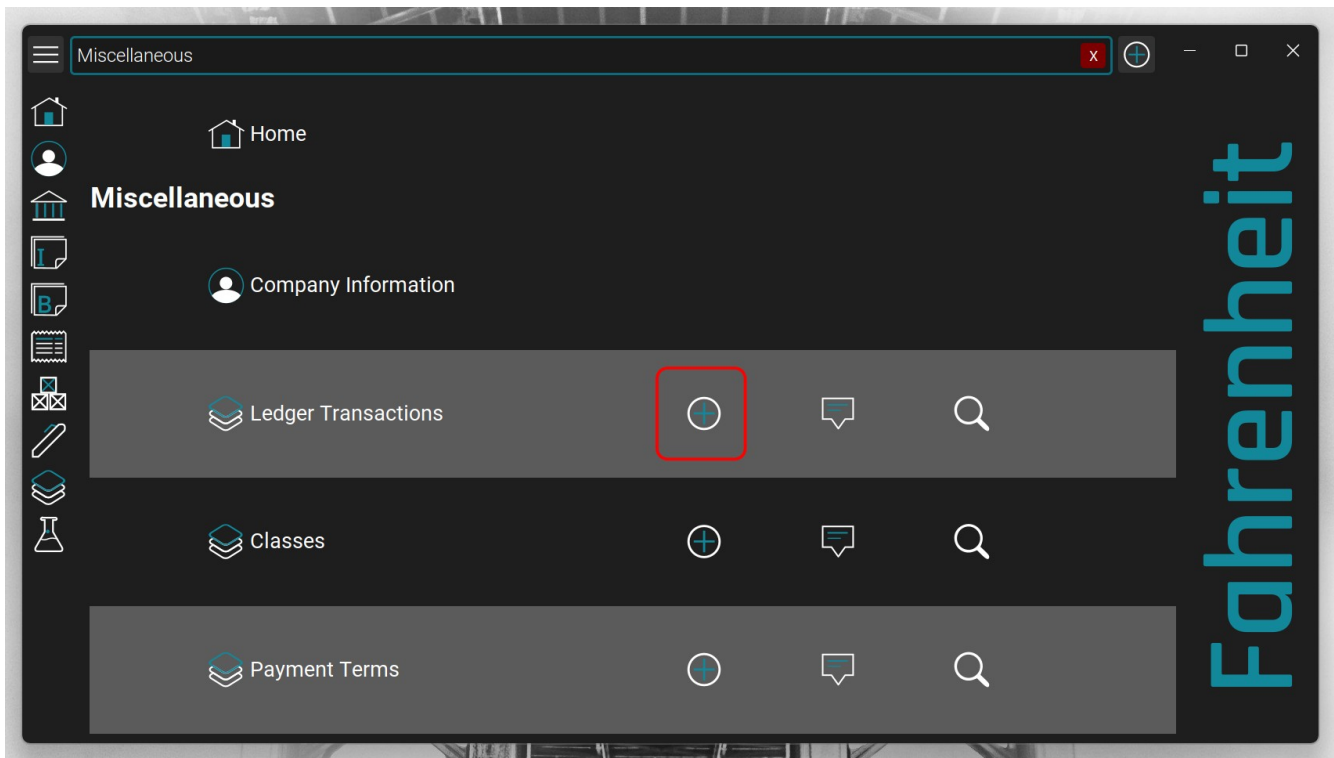 Miscellaneous
x
Home
Miscellaneous
I
B
Company Information
Ledger Transactions
Classes
Payment Terms
Fahrenheit